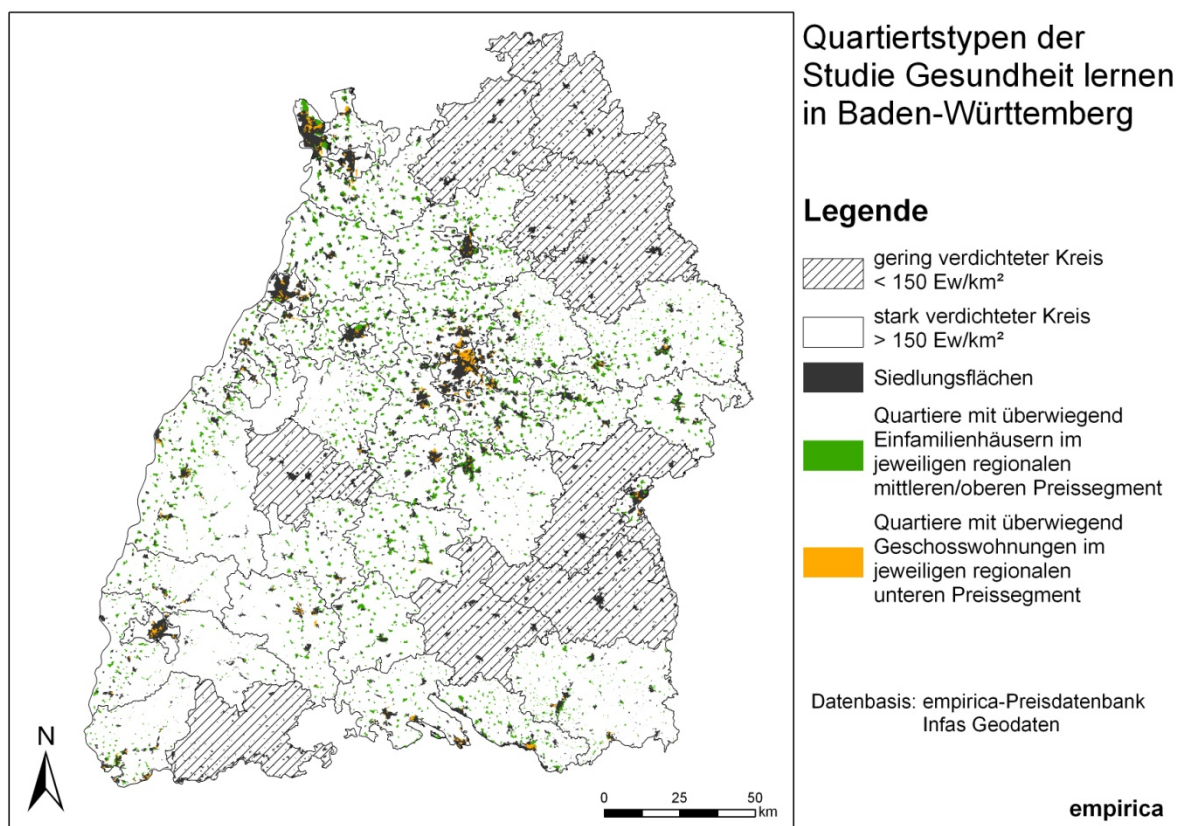 Quartiertstypen der
Studie Gesundheit lernen
in Baden-Württemberg
Legende
gering verdichteter Kreis
< 150 Ew/km²
stark verdichteter Kreis
> 150 Ew/km²
Siedlungsflächen
Quartiere mit überwiegend
Einfamilienhäusern im
jeweiligen regionalen
mittleren/oberen Preissegment
Quartiere mit überwiegend
Geschosswohnungen im
jeweiligen regionalen
unteren Preissegment
Datenbasis: empirica-Preisdatenbank
Infas Geodaten
empirica
N
0 25 50
km